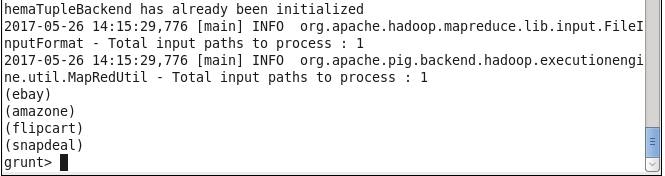 hemaTupleBackend has already been initialized
2017-05-26 14:15:29,776 [main] INFO  org.apache.hadoop.mapreduce.lib.input.FileI
nputFormat - Total input paths to process : 1
2017-05-26 14:15:29,776 [main] INFO  org.apache.pig.backend.hadoop.executionengi
ne.util.MapRedUtil - Total input paths to process : 1
(ebay)
(amazone)
(flipcart)
(snapdeal)
grunt>